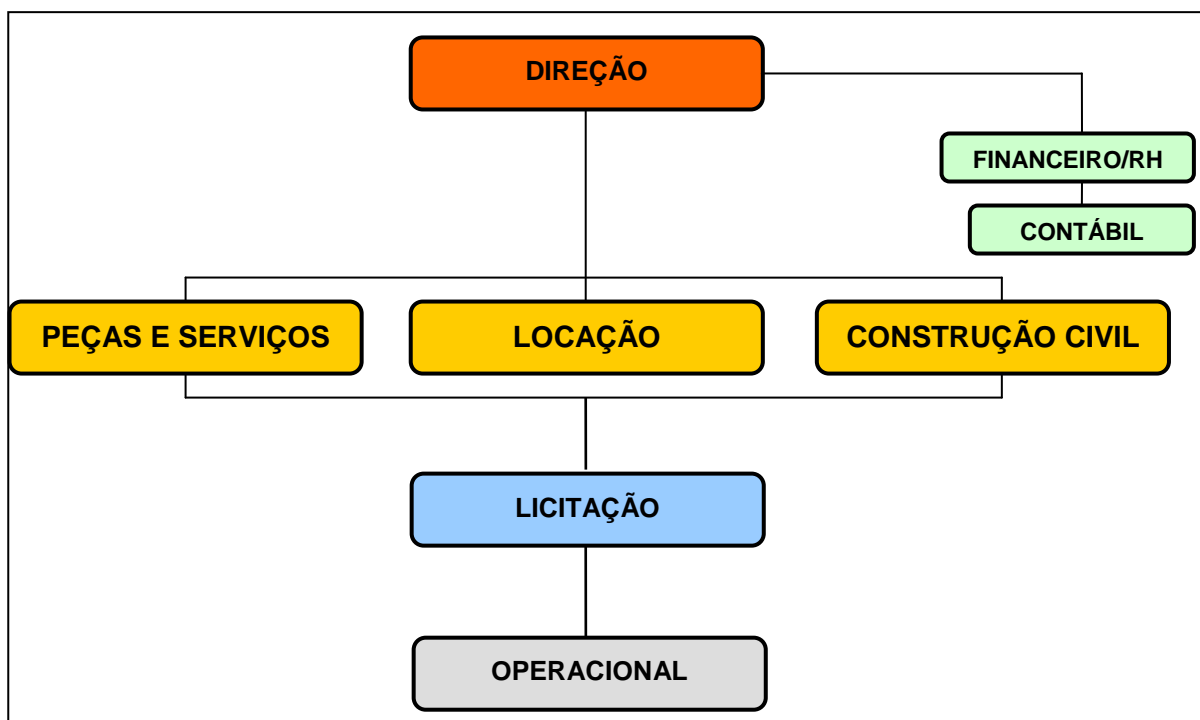 DIREÇÃO
FINANCEIRO/RH
CONTÁBIL
PEÇAS E SERVIÇOS
LOCAÇÃO
CONSTRUÇÃO CIVIL
LICITAÇÃO
OPERACIONAL